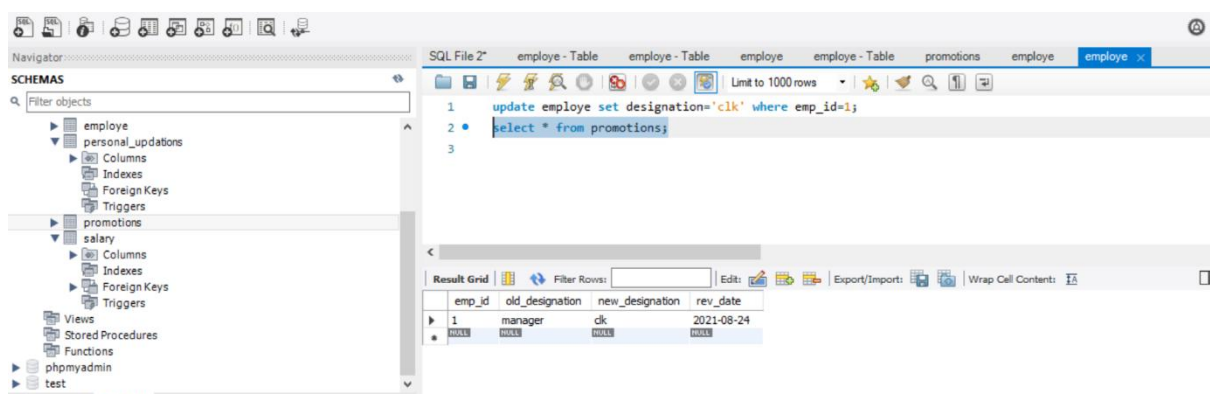 SQL SQL
Navigator
SCHEMAS
Filter objects
employe
personal_updations
Columns
Indexes
Foreign Keys
Triggers
promotions
salary
Columns
Indexes
Foreign Keys
Triggers
Views
Stored Procedures
Functions
phpmyadmin
test
SQL File 2* employe - Table employe - Table employe employe - Table promotions employe employe
Limit to 1000 rows
1 update employe set designation='clk' where emp_id=1;
2 select * from promotions;
3
Result Grid Filter Rows: Edit: Export/Import: Wrap Cell Content: IA
emp_id old_designation new_designation rev_date
1 manager clk 2021-08-24
NULL NULL NULL NULL